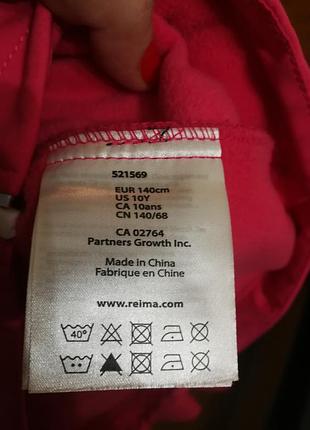 521569
EUR 140cm
US 10Y
CA 10ans
CN 140/68
CA 02764
Partners Growth Inc.
Made in China
Fabrique en Chine
www.reima.com
40°